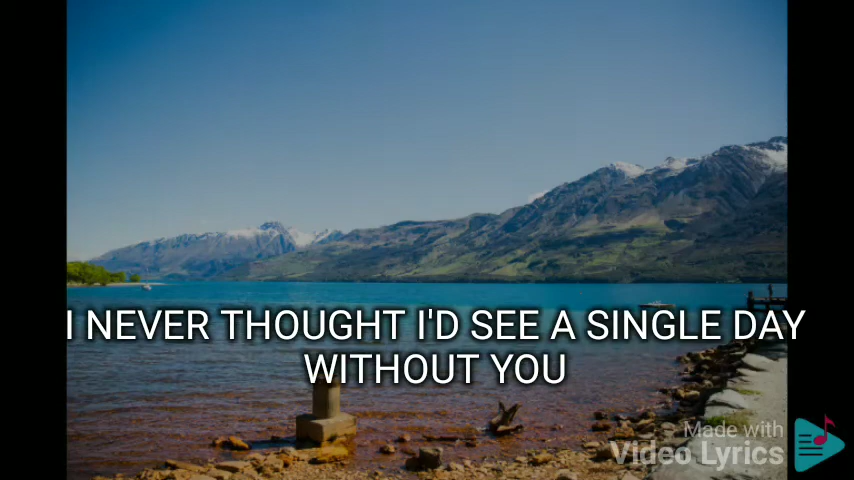 I NEVER THOUGHT I'D SEE A SINGLE DAY
WITHOUT YOU
Made with
Video Lyrics